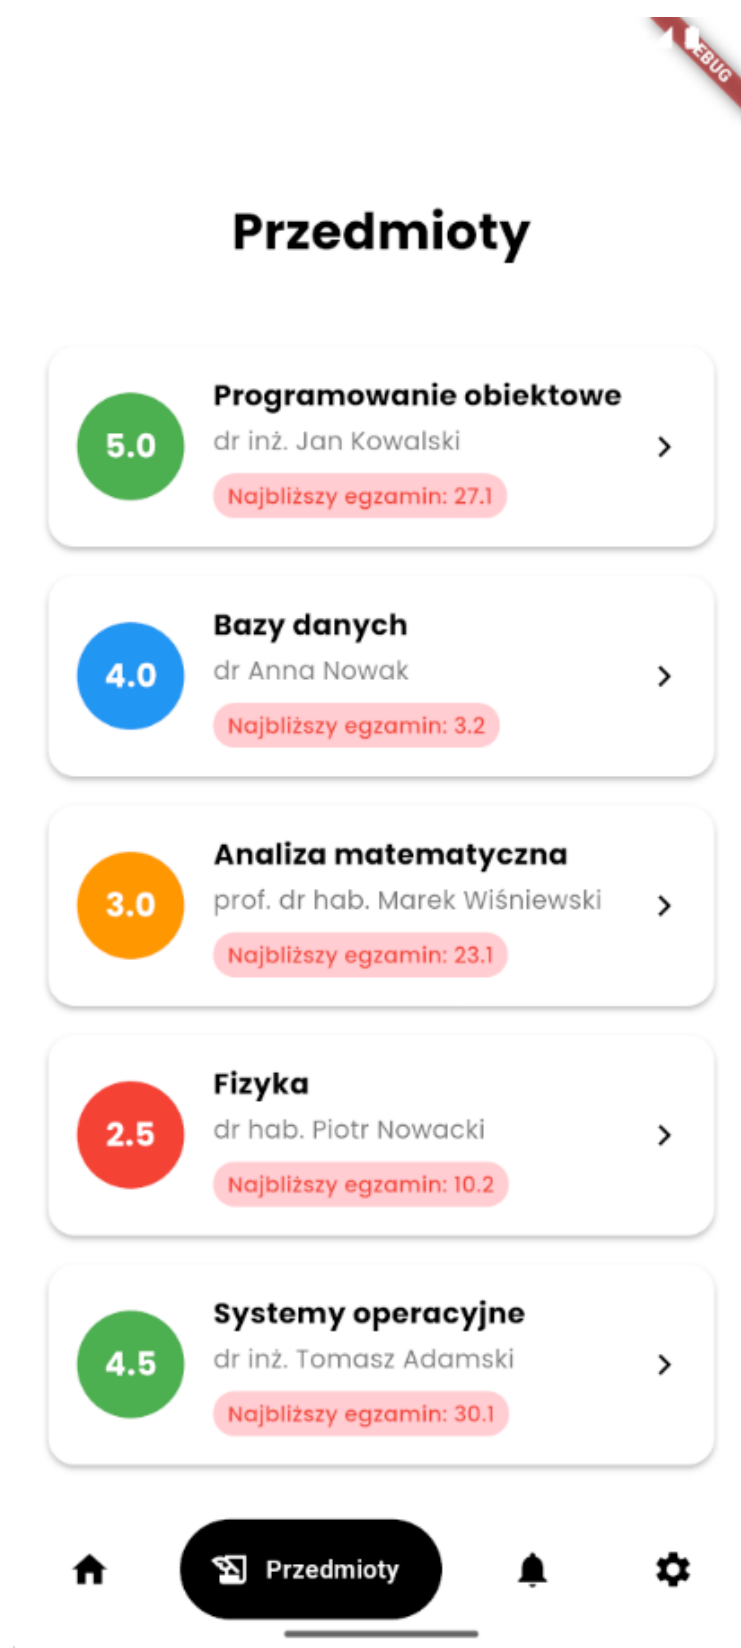 EBUG
Przedmioty
5.0
Programowanie obiektowe
dr inż. Jan Kowalski
Najbliższy egzamin: 27.1
4.0
Bazy danych
dr Anna Nowak
Najbliższy egzamin: 3.2
3.0
Analiza matematyczna
prof. dr hab. Marek Wiśniewski
Najbliższy egzamin: 23.1
2.5
Fizyka
dr hab. Piotr Nowacki
Najbliższy egzamin: 10.2
4.5
Systemy operacyjne
dr inż. Tomasz Adamski
Najbliższy egzamin: 30.1
Przedmioty